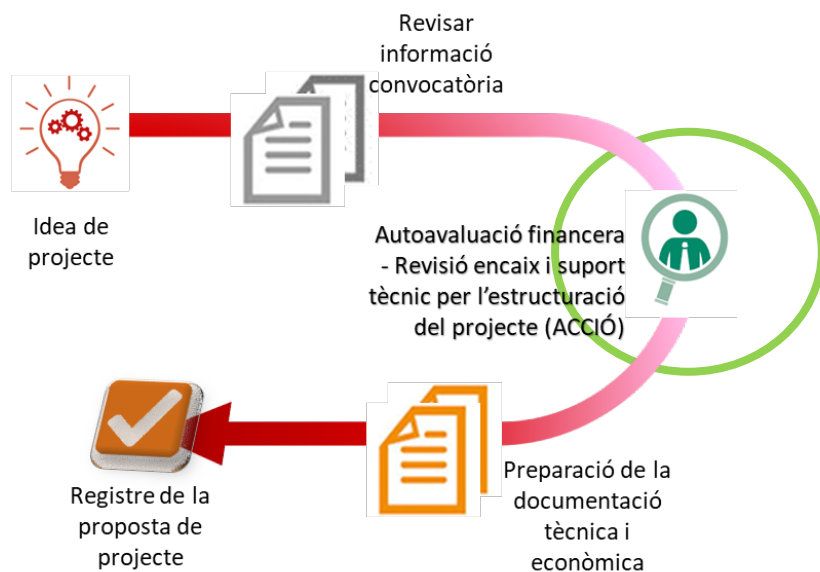 Revisar
informació
convocatòria
Idea de
projecte
Autoavaluació financera
- Revisió encaix i suport
tècnic per l’estructuració
del projecte (ACCIÓ)
Preparació de la
documentació
tècnica i
econòmica
Registre de la
proposta de
projecte